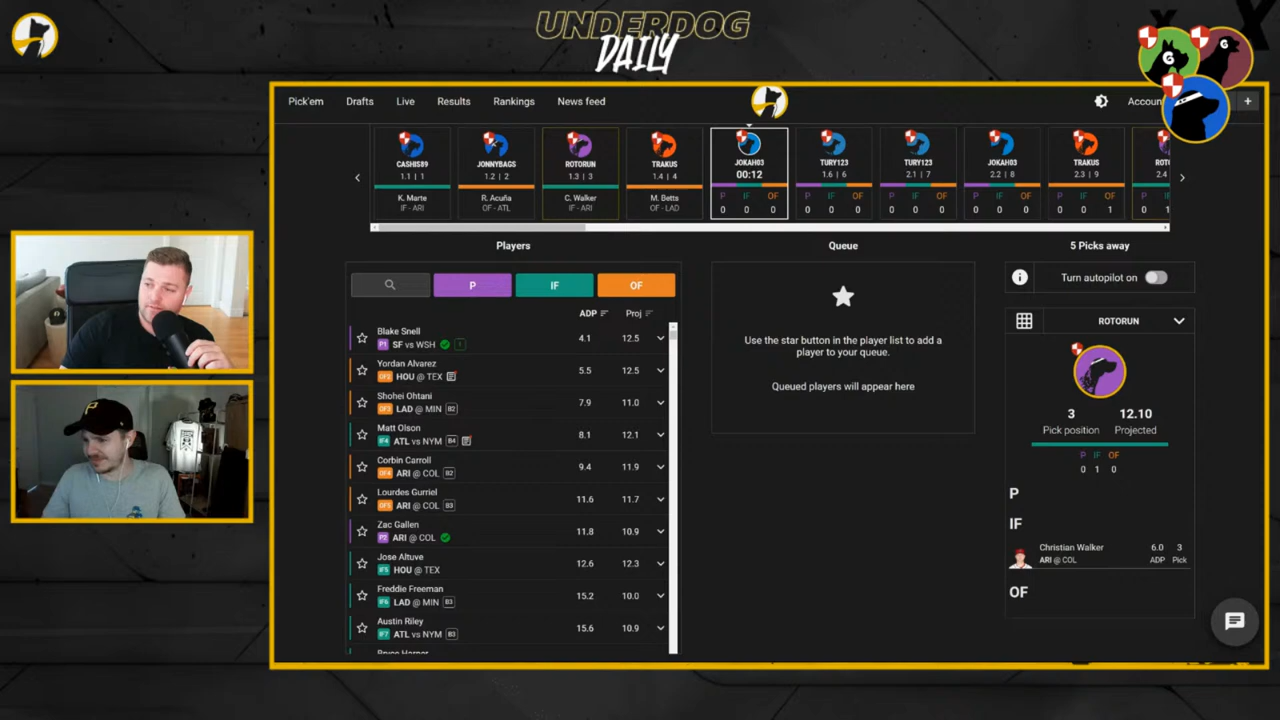 UNDERDOG
DAILY
G
G
Pick'em Drafts Live Results Rankings News feed
Accoun
+
CASHIS89 JONNYBAGS ROTORUN TRAKUS JOKAH03 TURY123 TURY123 JOKAH03 TRAKUS ROTO
1.1 | 1 1.2 | 2 1.3 | 3 1.4 | 4 00:12 1.6 | 6 2.1 | 7 2.2 | 8 2.3 | 9 2.4
K. Marte R. Acuña C. Walker M. Betts P IF OF P IF OF P IF OF P IF OF P IF OF P
IF - ARI OF - ATL IF - ARI OF - LAD 0 0 0 0 0 0 0 0 0 0 0 0 0 0 1 0
Players
P IF OF
ADP Proj
Blake Snell
P1 SF vs WSH 1 4.1 12.5
Yordan Alvarez
OF2 HOU @ TEX 5.5 12.5
Shohei Ohtani
OF3 LAD @ MIN B2 7.9 11.0
Matt Olson
IF4 ATL vs NYM B4 8.1 12.1
Corbin Carroll
OF4 ARI @ COL B2 9.4 11.9
Lourdes Gurriel
OF5 ARI @ COL B3 11.6 11.7
Zac Gallen
P2 ARI @ COL 11.8 10.9
Jose Altuve
IF5 HOU @ TEX 12.6 12.3
Freddie Freeman
IF6 LAD @ MIN B3 15.2 10.0
Austin Riley
IF7 ATL vs NYM B3 15.6 10.9
Bryce Harper
Queue
Use the star button in the player list to add a
player to your queue.
Queued players will appear here
5 Picks away
Turn autopilot on
ROTORUN
3 12.10
Pick position Projected
P IF OF
0 1 0
P
IF
Christian Walker 6.0 3
ARI @ COL ADP Pick
OF
P